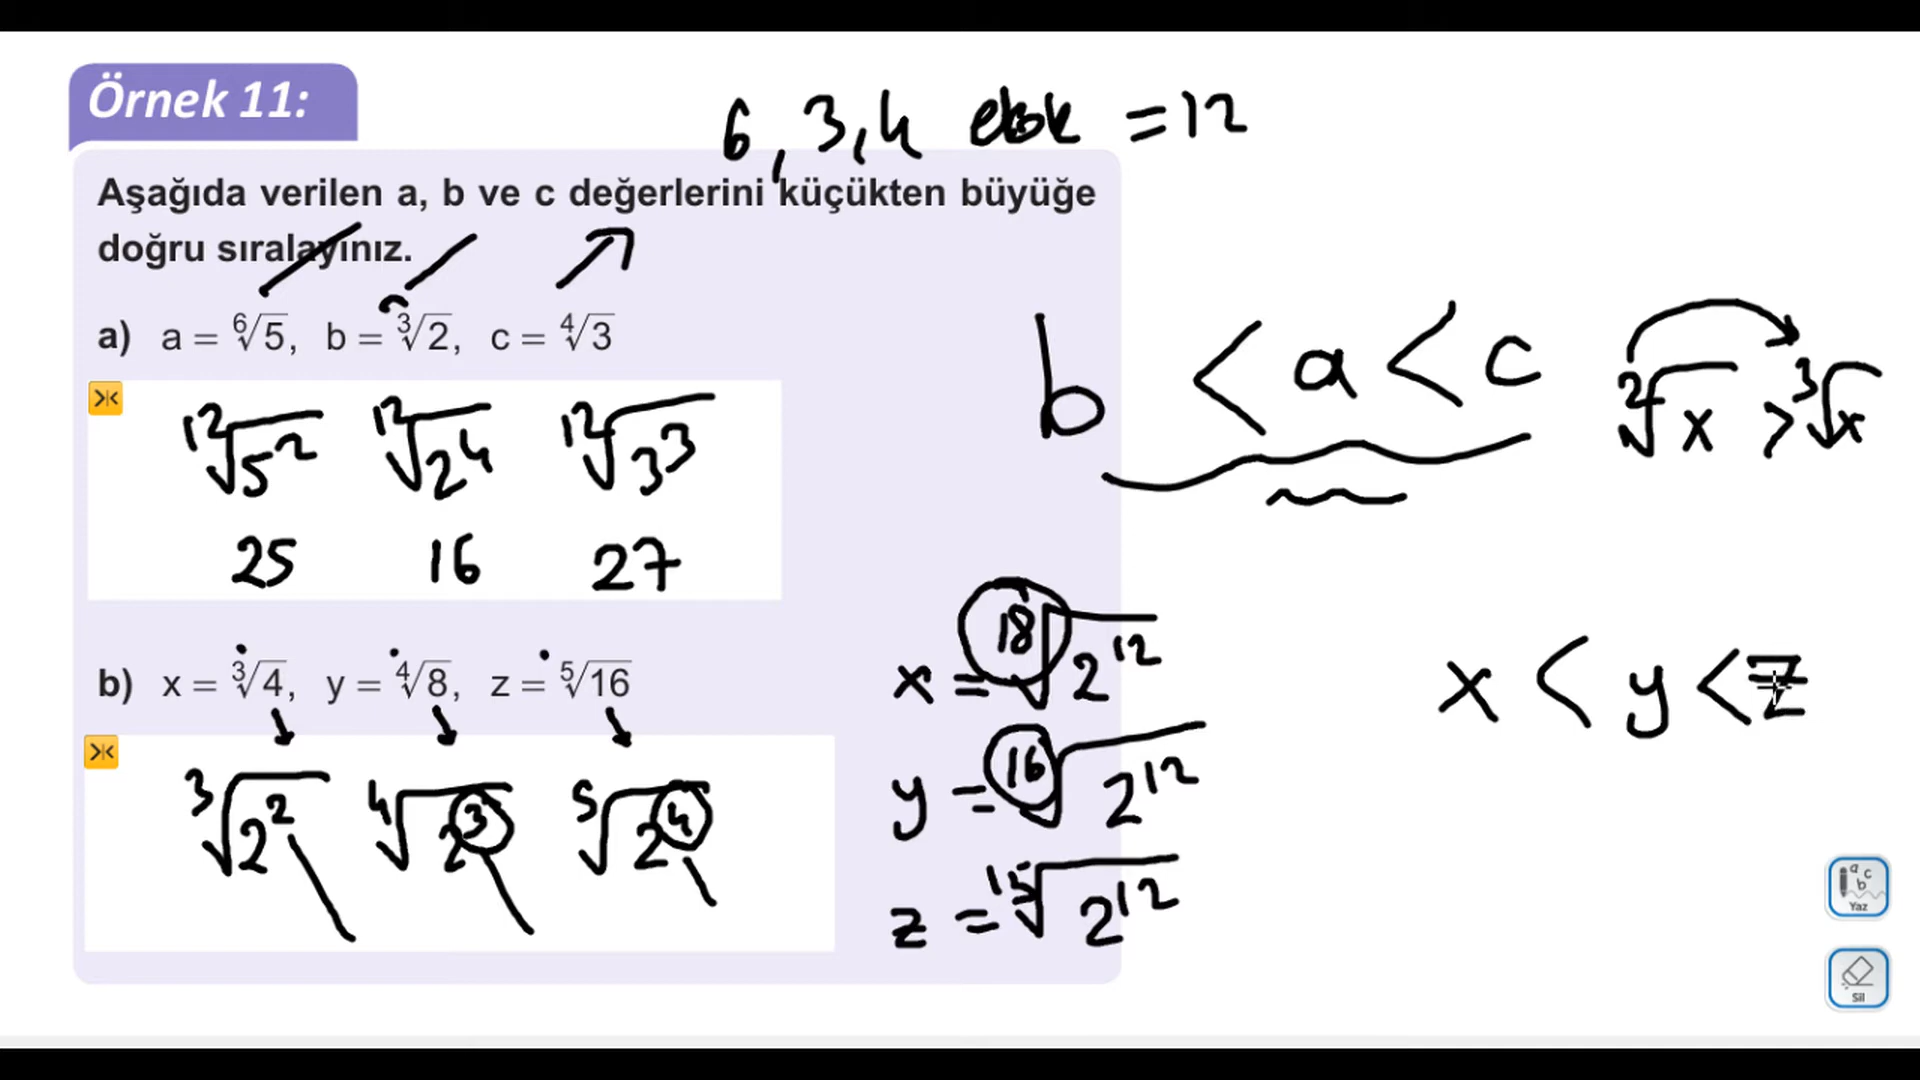 Örnek 11:
6, 3, 4 ekok = 12
Aşağıda verilen a, b ve c değerlerini küçükten büyüğe
doğru sıralayınız.
a) a = ⁶√5, b = ³√2, c = ⁴√3
¹²√5² ¹²√2⁴ ¹²√3³
25 16 27
b < a < c
²√x > ³√x
b) x = ³√4, y = ⁴√8, z = ⁵√16
³√2² ⁴√2³ ⁵√2⁴
x = ¹⁸√2¹²
y = ¹⁶√2¹²
z = ¹⁵√2¹²
x < y < z
a c
b
Yaz
Sil